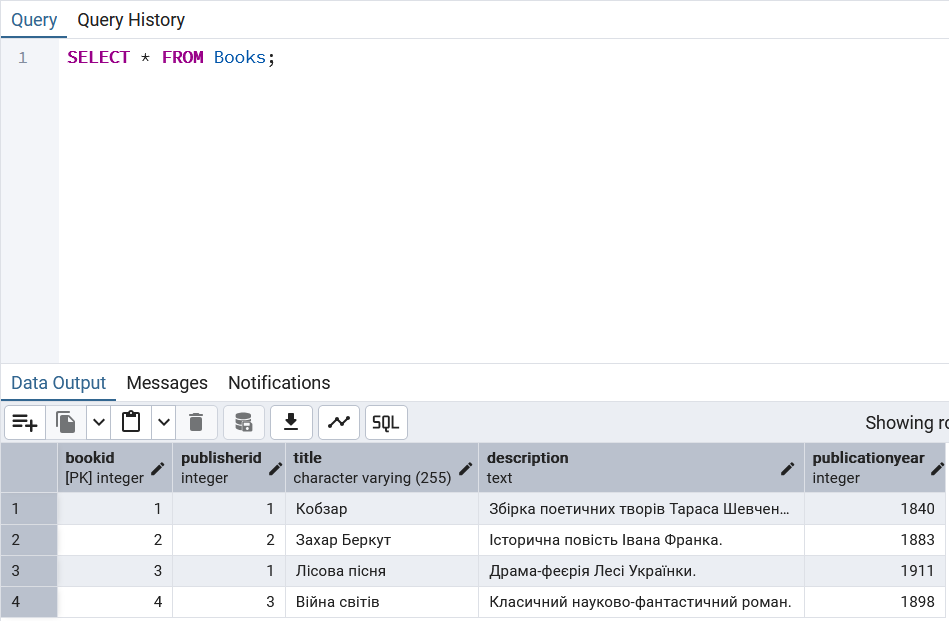 Query Query History
1 SELECT * FROM Books;
Data Output Messages Notifications
SQL Showing
bookid publisherid title description publicationyear
[PK] integer integer character varying (255) text integer
1 1 1 Кобзар Збірка поетичних творів Тараса Шевчен... 1840
2 2 2 Захар Беркут Історична повість Івана Франка. 1883
3 3 1 Лісова пісня Драма-феєрія Лесі Українки. 1911
4 4 3 Війна світів Класичний науково-фантастичний роман. 1898